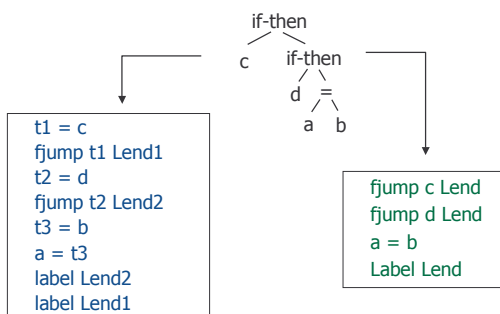 if-then
c if-then
d =
a b
t1 = c
fjump t1 Lend1
t2 = d
fjump t2 Lend2
t3 = b
a = t3
label Lend2
label Lend1
fjump c Lend
fjump d Lend
a = b
Label Lend